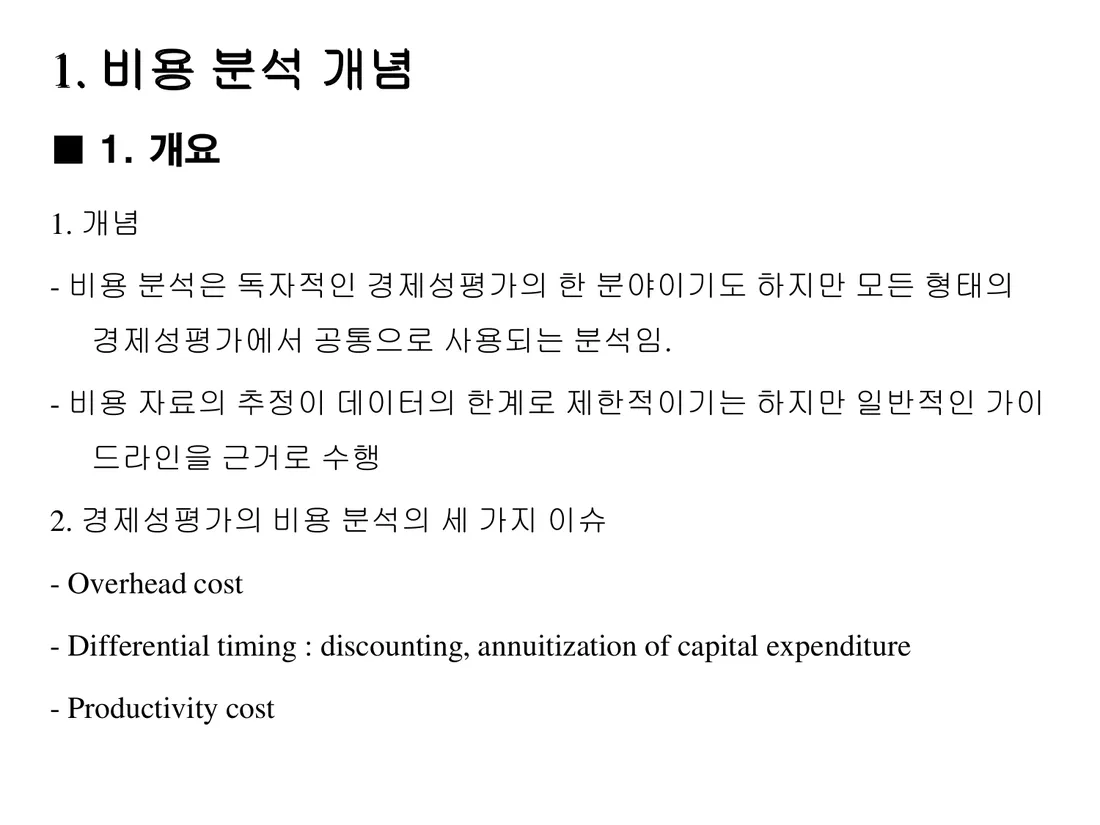 1. 비용 분석 개념
■ 1. 개요
1. 개념
- 비용 분석은 독자적인 경제성평가의 한 분야이기도 하지만 모든 형태의
경제성평가에서 공통으로 사용되는 분석임.
- 비용 자료의 추정이 데이터의 한계로 제한적이기는 하지만 일반적인 가이
드라인을 근거로 수행
2. 경제성평가의 비용 분석의 세 가지 이슈
- Overhead cost
- Differential timing : discounting, annuitization of capital expenditure
- Productivity cost